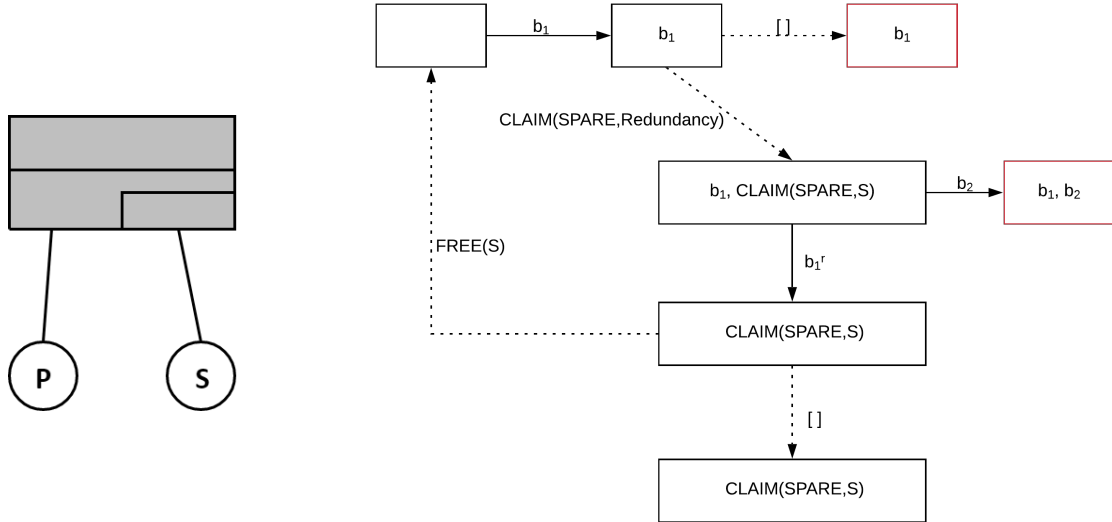 b₁
b₁
[ ]
b₁
CLAIM(SPARE,Redundancy)
b₁, CLAIM(SPARE,S)
b₂
b₁, b₂
FREE(S)
b₁ʳ
CLAIM(SPARE,S)
P
S
[ ]
CLAIM(SPARE,S)